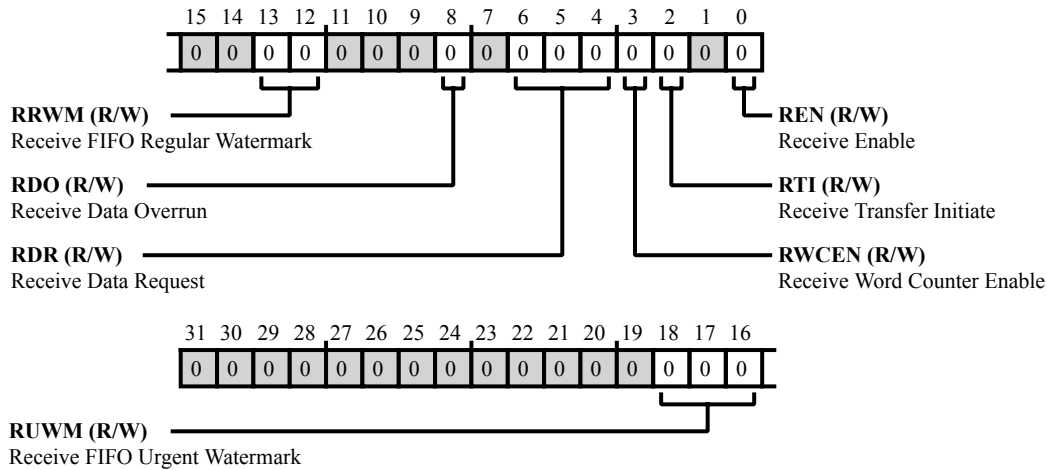 15 14 13 12 11 10 9 8 7 6 5 4 3 2 1 0
0 0 0 0 0 0 0 0 0 0 0 0 0 0 0 0
RRWM (R/W)
Receive FIFO Regular Watermark
REN (R/W)
Receive Enable
RDO (R/W)
Receive Data Overrun
RTI (R/W)
Receive Transfer Initiate
RDR (R/W)
Receive Data Request
RWCEN (R/W)
Receive Word Counter Enable
31 30 29 28 27 26 25 24 23 22 21 20 19 18 17 16
0 0 0 0 0 0 0 0 0 0 0 0 0 0 0 0
RUWM (R/W)
Receive FIFO Urgent Watermark